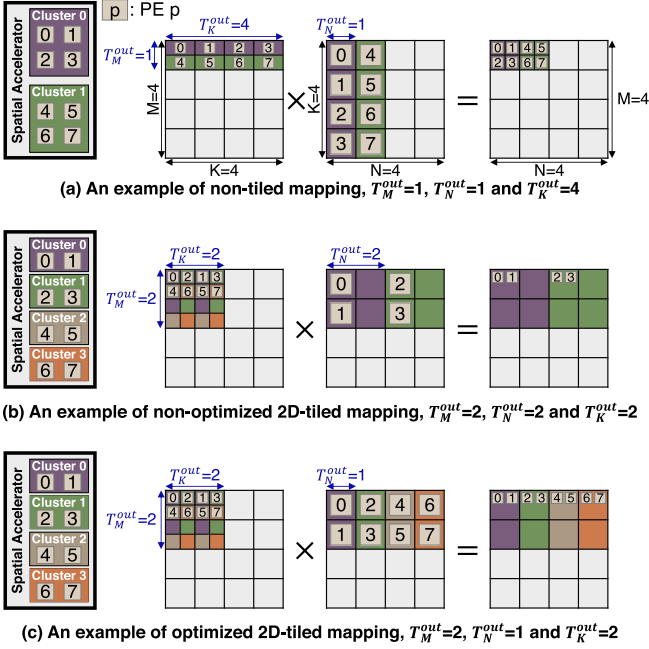 p : PE p
Spatial Accelerator
Cluster 0
0 1
2 3
Cluster 1
4 5
6 7
T_K^out=4
T_M^out=1
M=4
0 1 2 3
4 5 6 7
K=4
×
T_N^out=1
K=4
0 4
1 5
2 6
3 7
N=4
=
0 1 4 5
2 3 6 7
M=4
N=4
(a) An example of non-tiled mapping, T_M^out=1, T_N^out=1 and T_K^out=4
Spatial Accelerator
Cluster 0
0 1
Cluster 1
2 3
Cluster 2
4 5
Cluster 3
6 7
T_K^out=2
T_M^out=2
0 2 1 3
4 6 5 7
×
T_N^out=2
0 2
1 3
=
0 1 2 3
(b) An example of non-optimized 2D-tiled mapping, T_M^out=2, T_N^out=2 and T_K^out=2
Spatial Accelerator
Cluster 0
0 1
Cluster 1
2 3
Cluster 2
4 5
Cluster 3
6 7
T_K^out=2
T_M^out=2
0 2 1 3
4 6 5 7
×
T_N^out=1
0 2 4 6
1 3 5 7
=
0 1 2 3 4 5 6 7
(c) An example of optimized 2D-tiled mapping, T_M^out=2, T_N^out=1 and T_K^out=2